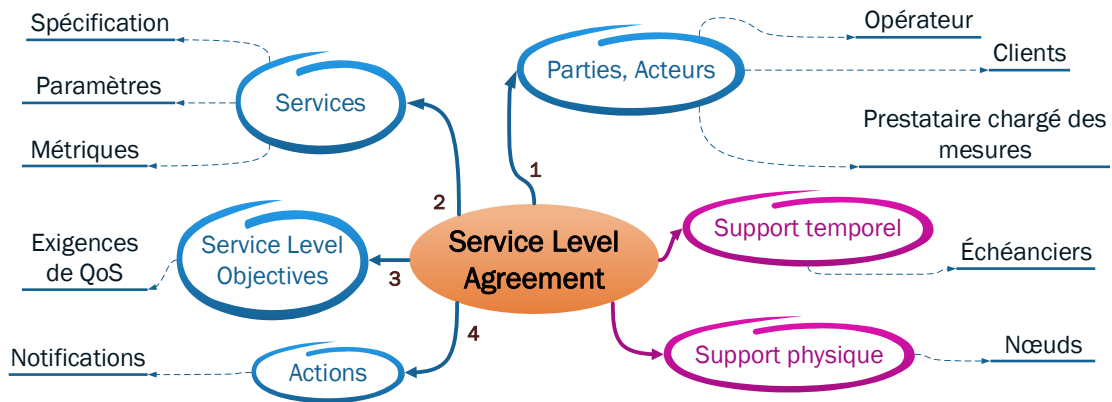 Spécification
Paramètres
Métriques
Services
Parties, Acteurs
Opérateur
Clients
Prestataire chargé des
mesures
1
2
3
4
Service Level
Agreement
Exigences
de QoS
Service Level
Objectives
Notifications
Actions
Support temporel
Échéanciers
Support physique
Nœuds